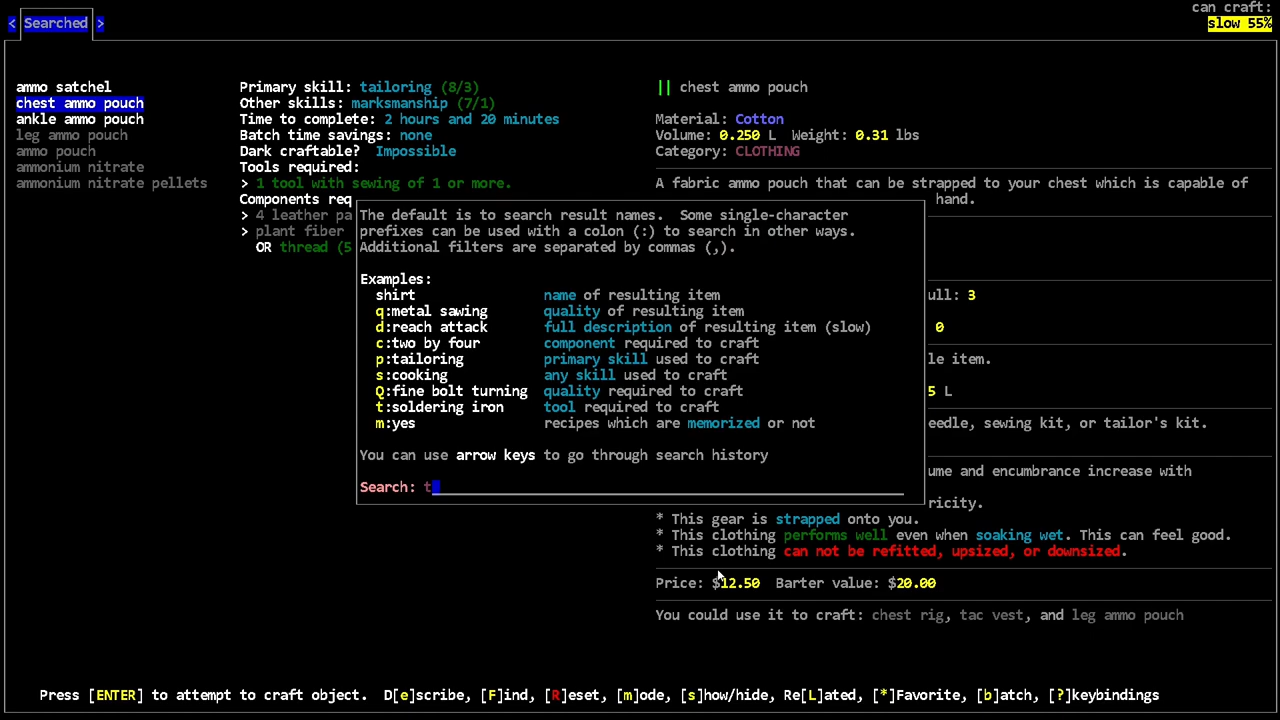 can craft:
< Searched >
slow 55%
ammo satchel
chest ammo pouch
ankle ammo pouch
leg ammo pouch
ammo pouch
ammonium nitrate
ammonium nitrate pellets
Primary skill: tailoring (8/3)
Other skills: marksmanship (7/1)
Time to complete: 2 hours and 20 minutes
Batch time savings: none
Dark craftable? Impossible
Tools required:
> 1 tool with sewing of 1 or more.
Components req
> 4 leather pa
> plant fiber
OR thread (5
|| chest ammo pouch
Material: Cotton
Volume: 0.250 L Weight: 0.31 lbs
Category: CLOTHING
A fabric ammo pouch that can be strapped to your chest which is capable of
hand.
ull: 3
0
le item.
5 L
eedle, sewing kit, or tailor's kit.
ume and encumbrance increase with
ricity.
* This gear is strapped onto you.
* This clothing performs well even when soaking wet. This can feel good.
* This clothing can not be refitted, upsized, or downsized.
Price: $12.50 Barter value: $20.00
You could use it to craft: chest rig, tac vest, and leg ammo pouch
The default is to search result names. Some single-character
prefixes can be used with a colon (:) to search in other ways.
Additional filters are separated by commas (,).
Examples:
shirt name of resulting item
q:metal sawing quality of resulting item
d:reach attack full description of resulting item (slow)
c:two by four component required to craft
p:tailoring primary skill used to craft
s:cooking any skill used to craft
Q:fine bolt turning quality required to craft
t:soldering iron tool required to craft
m:yes recipes which are memorized or not
You can use arrow keys to go through search history
Search: t
Press [ENTER] to attempt to craft object. D[e]scribe, [F]ind, [R]eset, [m]ode, [s]how/hide, Re[L]ated, [*]Favorite, [b]atch, [?]keybindings